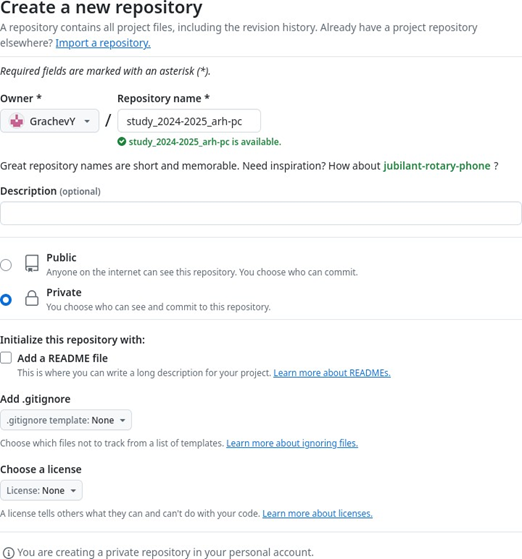 Create a new repository
A repository contains all project files, including the revision history. Already have a project repository
elsewhere? Import a repository.
Required fields are marked with an asterisk (*).
Owner * Repository name *
GrachevY / study_2024-2025_arh-pc
study_2024-2025_arh-pc is available.
Great repository names are short and memorable. Need inspiration? How about jubilant-rotary-phone ?
Description (optional)
Public
Anyone on the internet can see this repository. You choose who can commit.
Private
You choose who can see and commit to this repository.
Initialize this repository with:
Add a README file
This is where you can write a long description for your project. Learn more about READMEs.
Add .gitignore
.gitignore template: None
Choose which files not to track from a list of templates. Learn more about ignoring files.
Choose a license
License: None
A license tells others what they can and can't do with your code. Learn more about licenses.
You are creating a private repository in your personal account.